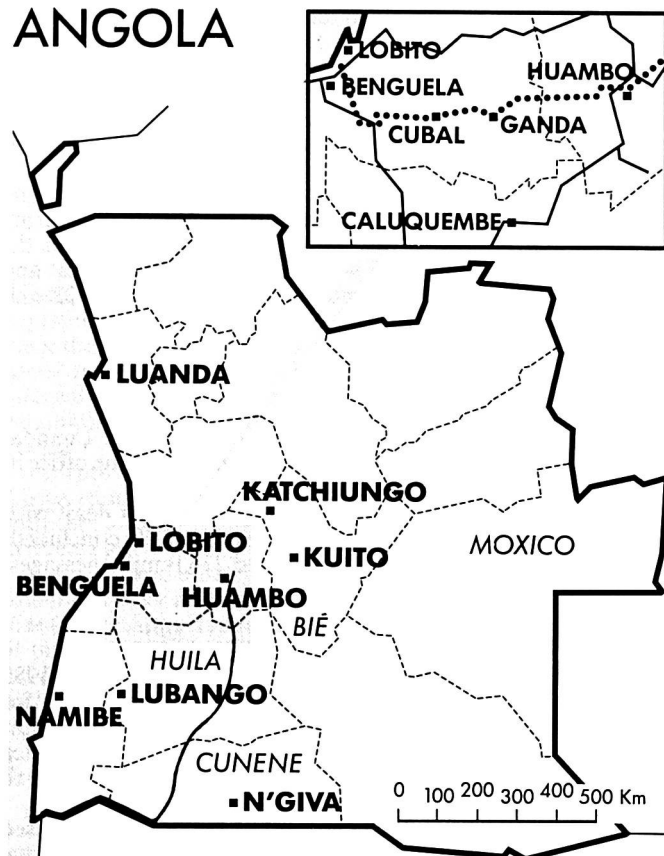 ANGOLA
LOBITO
BENGUELA
HUAMBO
CUBAL
GANDA
CALUQUEMBE
LUANDA
KATCHIUNGO
LOBITO
KUITO
MOXICO
BENGUELA
HUAMBO
BIÉ
HUILA
LUBANGO
NAMIBE
CUNENE
N'GIVA
0 100 200 300 400 500 Km